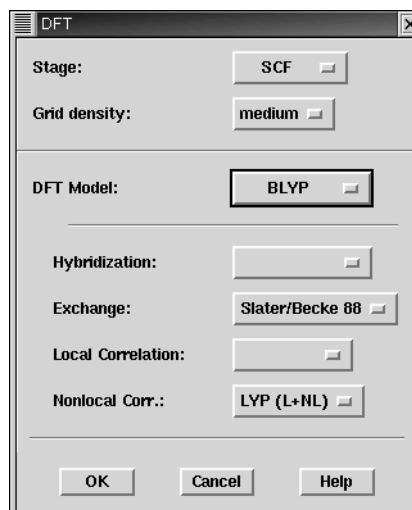 DFT
Stage: SCF
Grid density: medium
DFT Model: BLYP
Hybridization:
Exchange: Slater/Becke 88
Local Correlation:
Nonlocal Corr.: LYP (L+NL)
OK Cancel Help